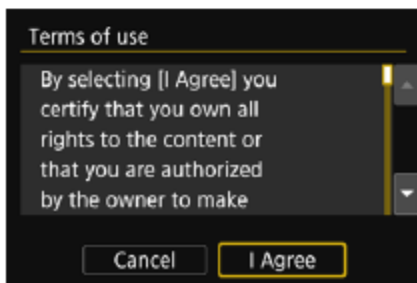 Terms of use
By selecting [I Agree] you
certify that you own all
rights to the content or
that you are authorized
by the owner to make
Cancel
I Agree